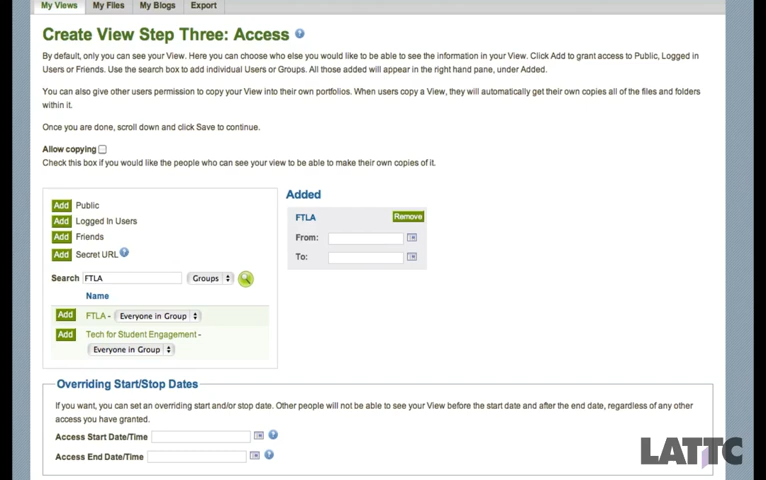 My Views My Files My Blogs Export
Create View Step Three: Access ?
By default, only you can see your View. Here you can choose who else you would like to be able to see the information in your View. Click Add to grant access to Public, Logged in
Users or Friends. Use the search box to add individual Users or Groups. All those added will appear in the right hand pane, under Added.
You can also give other users permission to copy your View into their own portfolios. When users copy a View, they will automatically get their own copies all of the files and folders
within it.
Once you are done, scroll down and click Save to continue.
Allow copying
Check this box if you would like the people who can see your view to be able to make their own copies of it.
Add Public
Add Logged In Users
Add Friends
Add Secret URL ?
Search FTLA Groups
Name
Add FTLA - Everyone in Group
Add Tech for Student Engagement -
Everyone in Group
Added
FTLA Remove
From:
To:
Overriding Start/Stop Dates
If you want, you can set an overriding start and/or stop date. Other people will not be able to see your View before the start date and after the end date, regardless of any other
access you have granted.
Access Start Date/Time ?
Access End Date/Time ?
LATTC